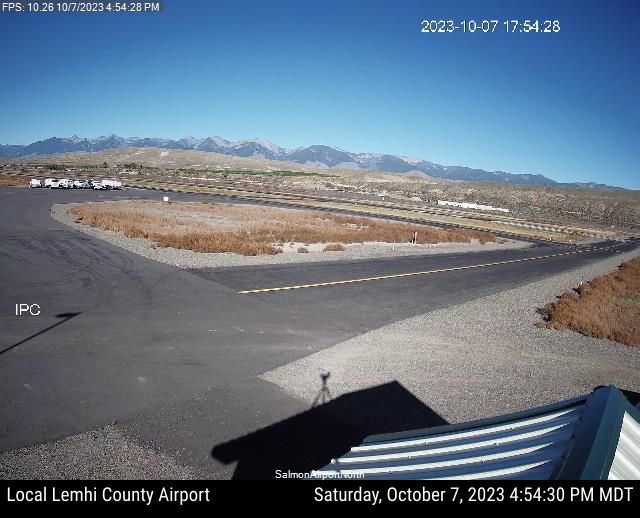 FPS: 10.26 10/7/2023 4:54:28 PM
2023-10-07 17:54:28
IPC
SalmonAirportNorth
Local Lemhi County Airport
Saturday, October 7, 2023 4:54:30 PM MDT